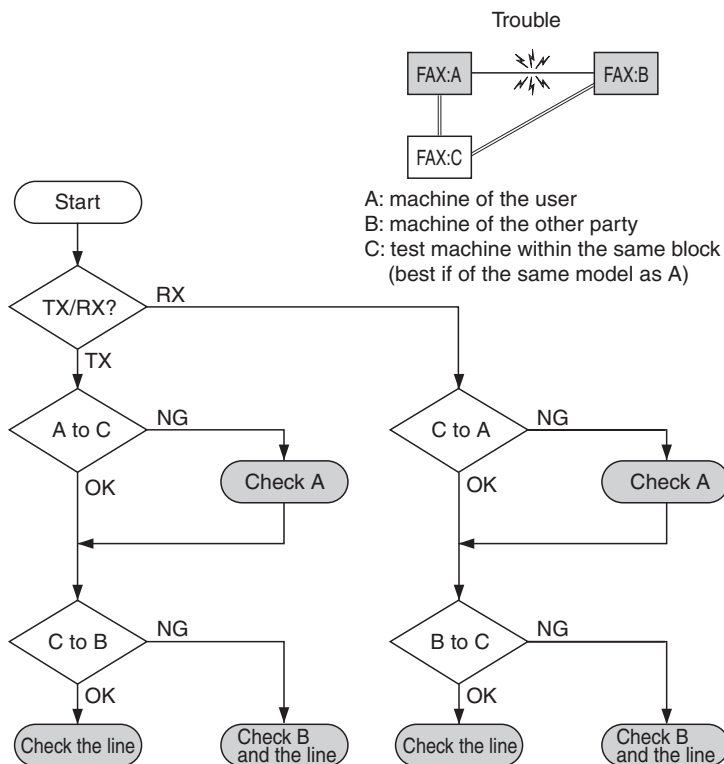 Trouble
FAX:A
FAX:B
FAX:C
A: machine of the user
B: machine of the other party
C: test machine within the same block
(best if of the same model as A)
Start
TX/RX?
RX
TX
A to C
NG
Check A
OK
C to A
NG
Check A
OK
C to B
NG
OK
B to C
NG
OK
Check the line
Check B
and the line
Check the line
Check B
and the line